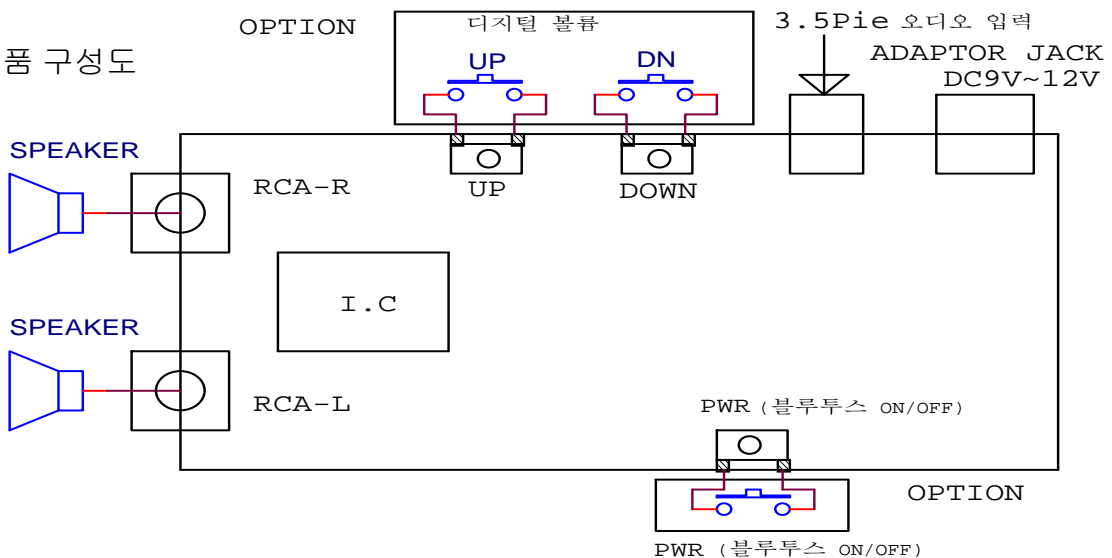 OPTION
디지털 볼륨
3.5Pie 오디오 입력
품 구성도
UP
DN
ADAPTOR JACK
DC9V~12V
SPEAKER
RCA-R
UP
DOWN
I.C
SPEAKER
RCA-L
PWR (블루투스 ON/OFF)
OPTION
PWR (블루투스 ON/OFF)